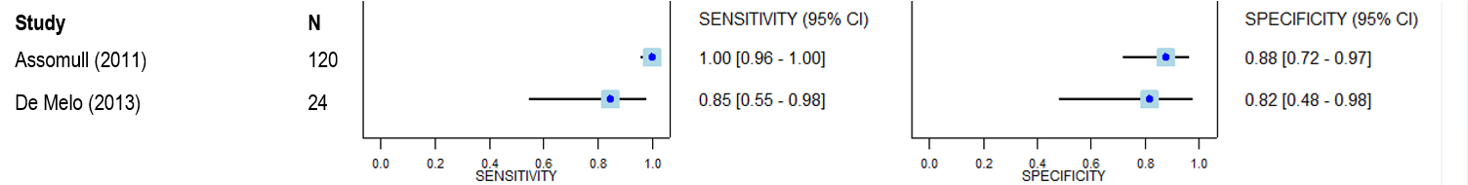 Study N SENSITIVITY (95% CI) SPECIFICITY (95% CI)
Assomull (2011) 120 1.00 [0.96 - 1.00] 0.88 [0.72 - 0.97]
De Melo (2013) 24 0.85 [0.55 - 0.98] 0.82 [0.48 - 0.98]
0.0 0.2 0.4 0.6 0.8 1.0 0.0 0.2 0.4 0.6 0.8 1.0
SENSITIVITY SPECIFICITY